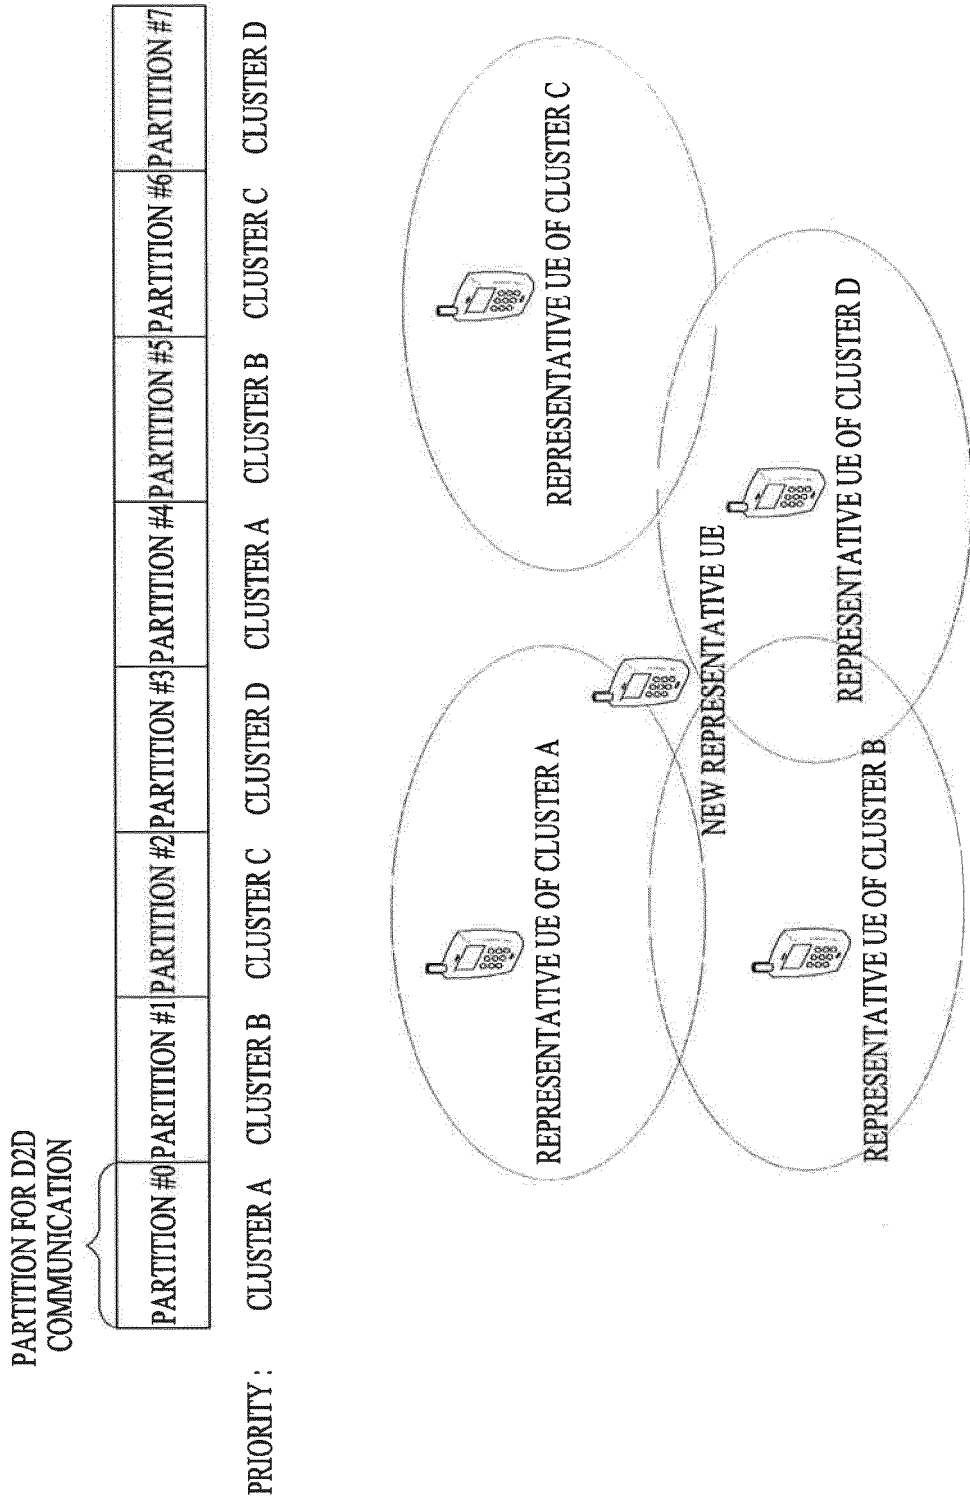 PARTITION FOR D2D
COMMUNICATION
PARTITION #0 PARTITION #1 PARTITION #2 PARTITION #3 PARTITION #4 PARTITION #5 PARTITION #6 PARTITION #7
PRIORITY : CLUSTER A CLUSTER B CLUSTER C CLUSTER D CLUSTER A CLUSTER B CLUSTER C CLUSTER D
REPRESENTATIVE UE OF CLUSTER A
REPRESENTATIVE UE OF CLUSTER C
NEW REPRESENTATIVE UE
REPRESENTATIVE UE OF CLUSTER B
REPRESENTATIVE UE OF CLUSTER D